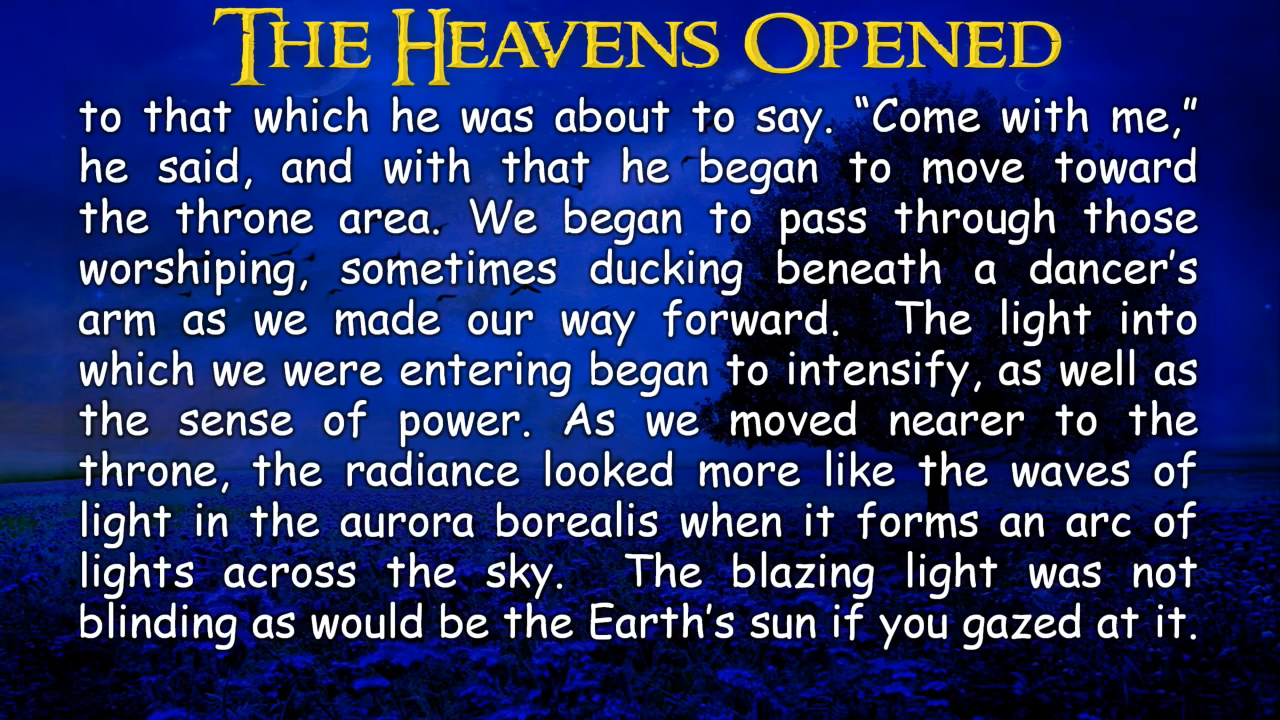 THE HEAVENS OPENED
to that which he was about to say. “Come with me,”
he said, and with that he began to move toward
the throne area. We began to pass through those
worshiping, sometimes ducking beneath a dancer’s
arm as we made our way forward. The light into
which we were entering began to intensify, as well as
the sense of power. As we moved nearer to the
throne, the radiance looked more like the waves of
light in the aurora borealis when it forms an arc of
lights across the sky. The blazing light was not
blinding as would be the Earth’s sun if you gazed at it.